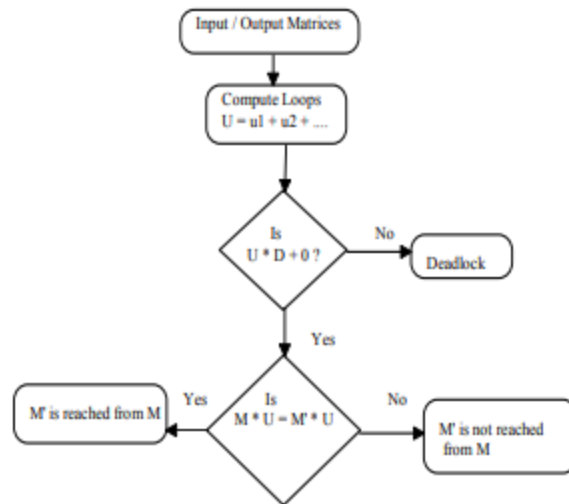 Input / Output Matrices
Compute Loops
U = u1 + u2 + ....
Is
U * D + 0 ?
No
Deadlock
Yes
Is
M * U = M' * U
Yes
M' is reached from M
No
M' is not reached
from M